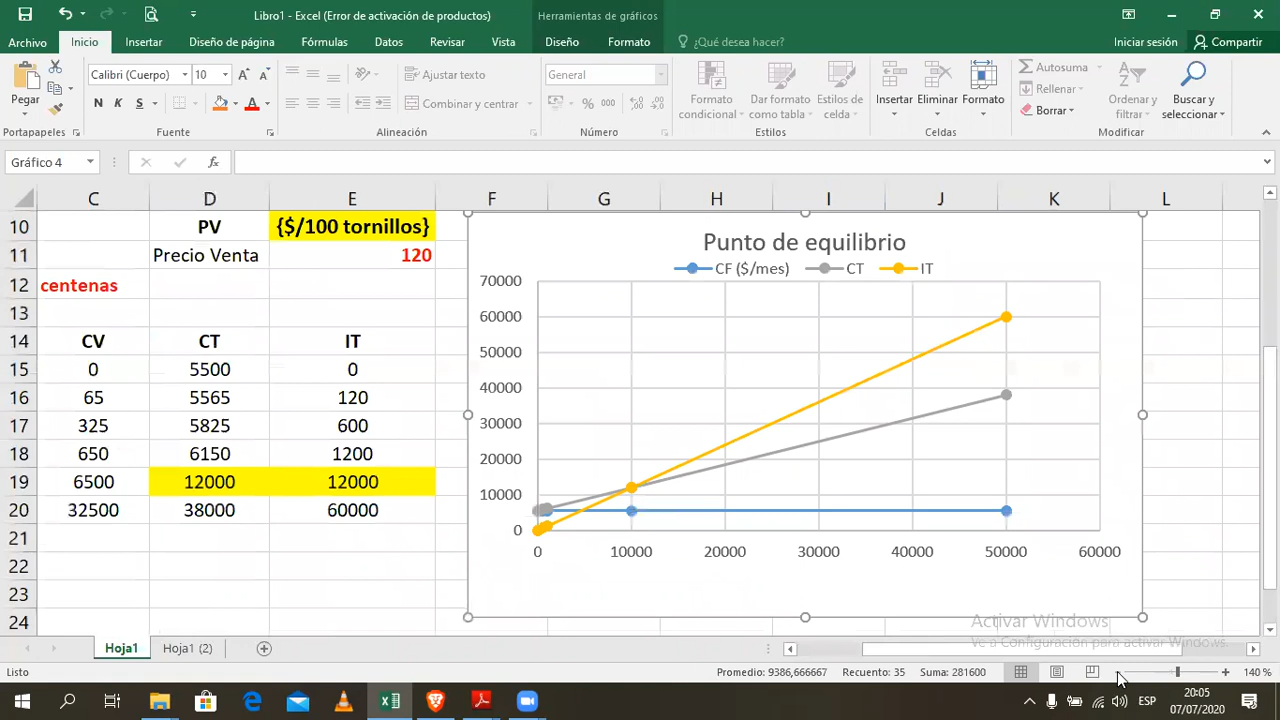 Libro1 - Excel (Error de activación de productos)
Herramientas de gráficos
Archivo Inicio Insertar Diseño de página Fórmulas Datos Revisar Vista Diseño Formato ¿Qué desea hacer? Iniciar sesión Compartir
Pegar
Calibri (Cuerpo) 10
N K S
Ajustar texto
Combinar y centrar
General
% 000
Formato condicional
Dar formato como tabla
Estilos de celda
Insertar
Eliminar
Formato
Autosuma
Rellenar
Borrar
Ordenar y filtrar
Buscar y seleccionar
Portapapeles Fuente Alineación Número Estilos Celdas Modificar
Gráfico 4 fx
C D E F G H I J K L
10 PV {$/100 tornillos}
11 Precio Venta 120
12 centenas
13
14 CV CT IT
15 0 5500 0
16 65 5565 120
17 325 5825 600
18 650 6150 1200
19 6500 12000 12000
20 32500 38000 60000
21
22
23
24
Punto de equilibrio
CF ($/mes) CT IT
70000
60000
50000
40000
30000
20000
10000
0
0 10000 20000 30000 40000 50000 60000
Activar Windows
Ve a Configuración para activar Windows.
Hoja1 Hoja1 (2)
Listo Promedio: 9386,666667 Recuento: 35 Suma: 281600 140 %
ESP
20:05
07/07/2020